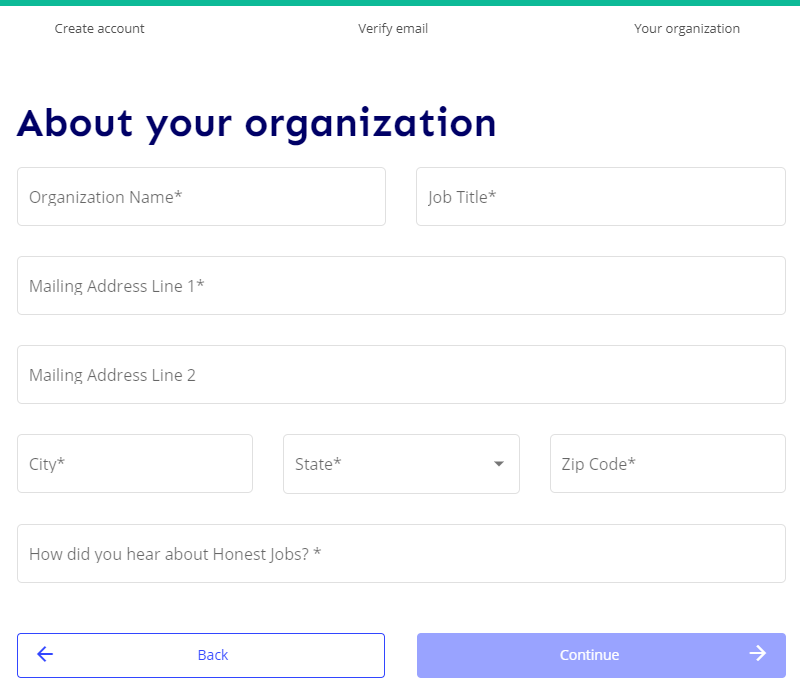 Create account Verify email Your organization
About your organization
Organization Name* Job Title*
Mailing Address Line 1*
Mailing Address Line 2
City* State* Zip Code*
How did you hear about Honest Jobs? *
Back Continue